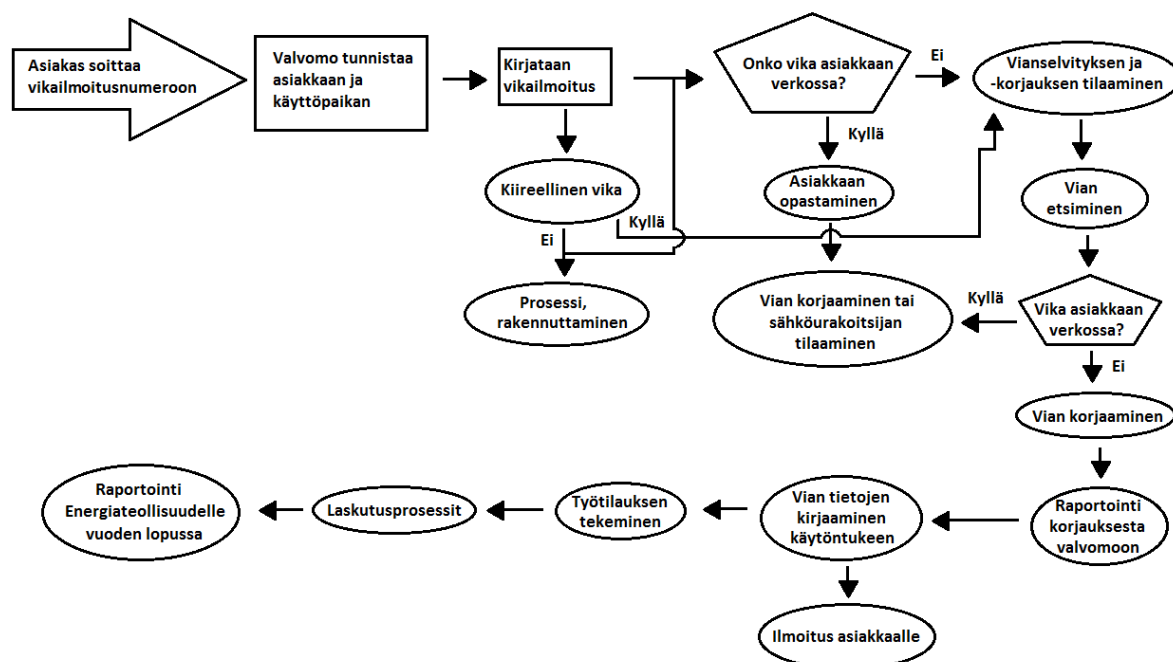 Asiakas soittaa
vikailmoitusnumeroon
Valvomo tunnistaa
asiakkaan ja
käyttöpaikan
Kirjataan
vikailmoitus
Onko vika asiakkaan
verkossa?
Ei
Vianselvityksen ja
-korjauksen tilaaminen
Kyllä
Kiireellinen vika
Asiakkaan
opastaminen
Vian
etsiminen
Kyllä
Ei
Prosessi,
rakennuttaminen
Vian korjaaminen tai
sähköurakoitsijan
tilaaminen
Kyllä
Vika asiakkaan
verkossa?
Ei
Vian korjaaminen
Raportointi
Energiateollisuudelle
vuoden lopussa
Laskutusprosessit
Työtilauksen
tekeminen
Vian tietojen
kirjaaminen
käytöntukeen
Raportointi
korjauksesta
valvomoon
Ilmoitus asiakkaalle